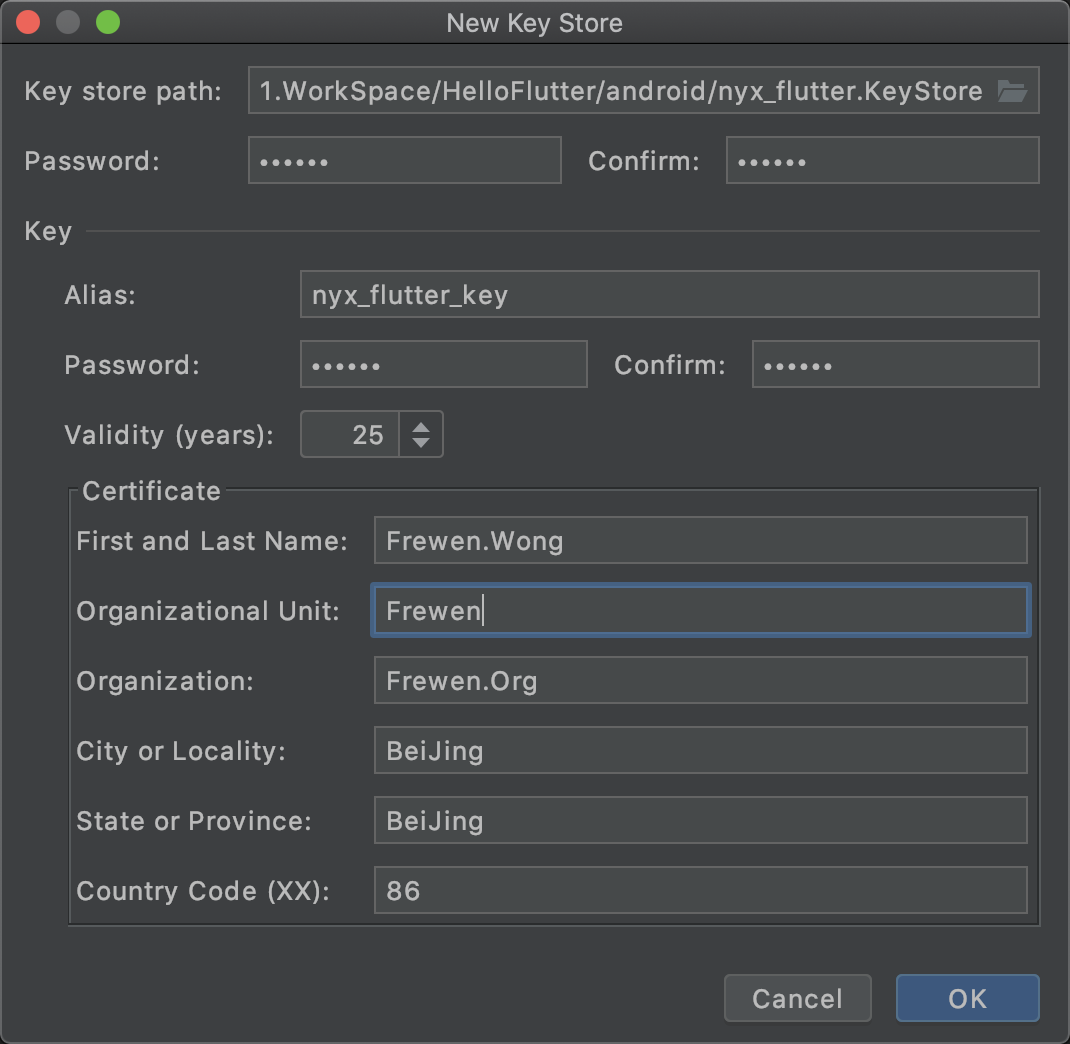 New Key Store
Key store path: 1.WorkSpace/HelloFlutter/android/nyx_flutter.KeyStore
Password: •••••• Confirm: ••••••
Key
Alias: nyx_flutter_key
Password: •••••• Confirm: ••••••
Validity (years): 25
Certificate
First and Last Name: Frewen.Wong
Organizational Unit: Frewen
Organization: Frewen.Org
City or Locality: BeiJing
State or Province: BeiJing
Country Code (XX): 86
Cancel OK